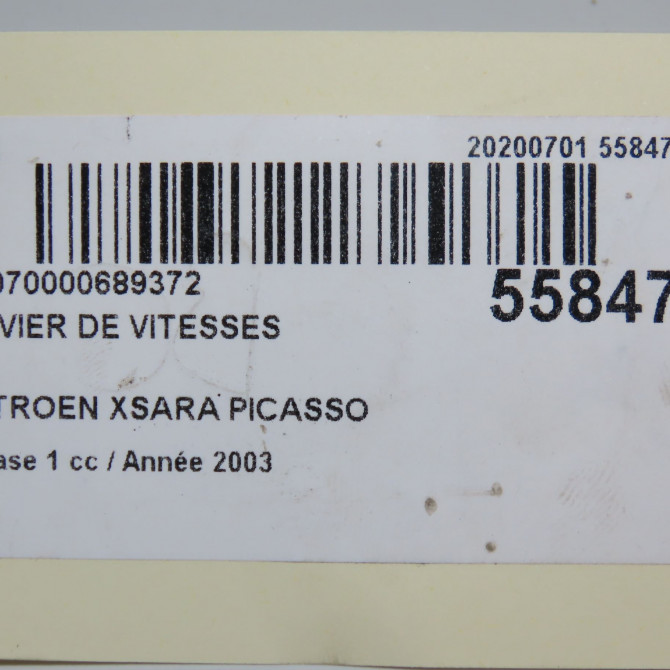 20200701 55847
070000689372
55847
VIER DE VITESSES
TROEN XSARA PICASSO
ase 1 cc / Année 2003